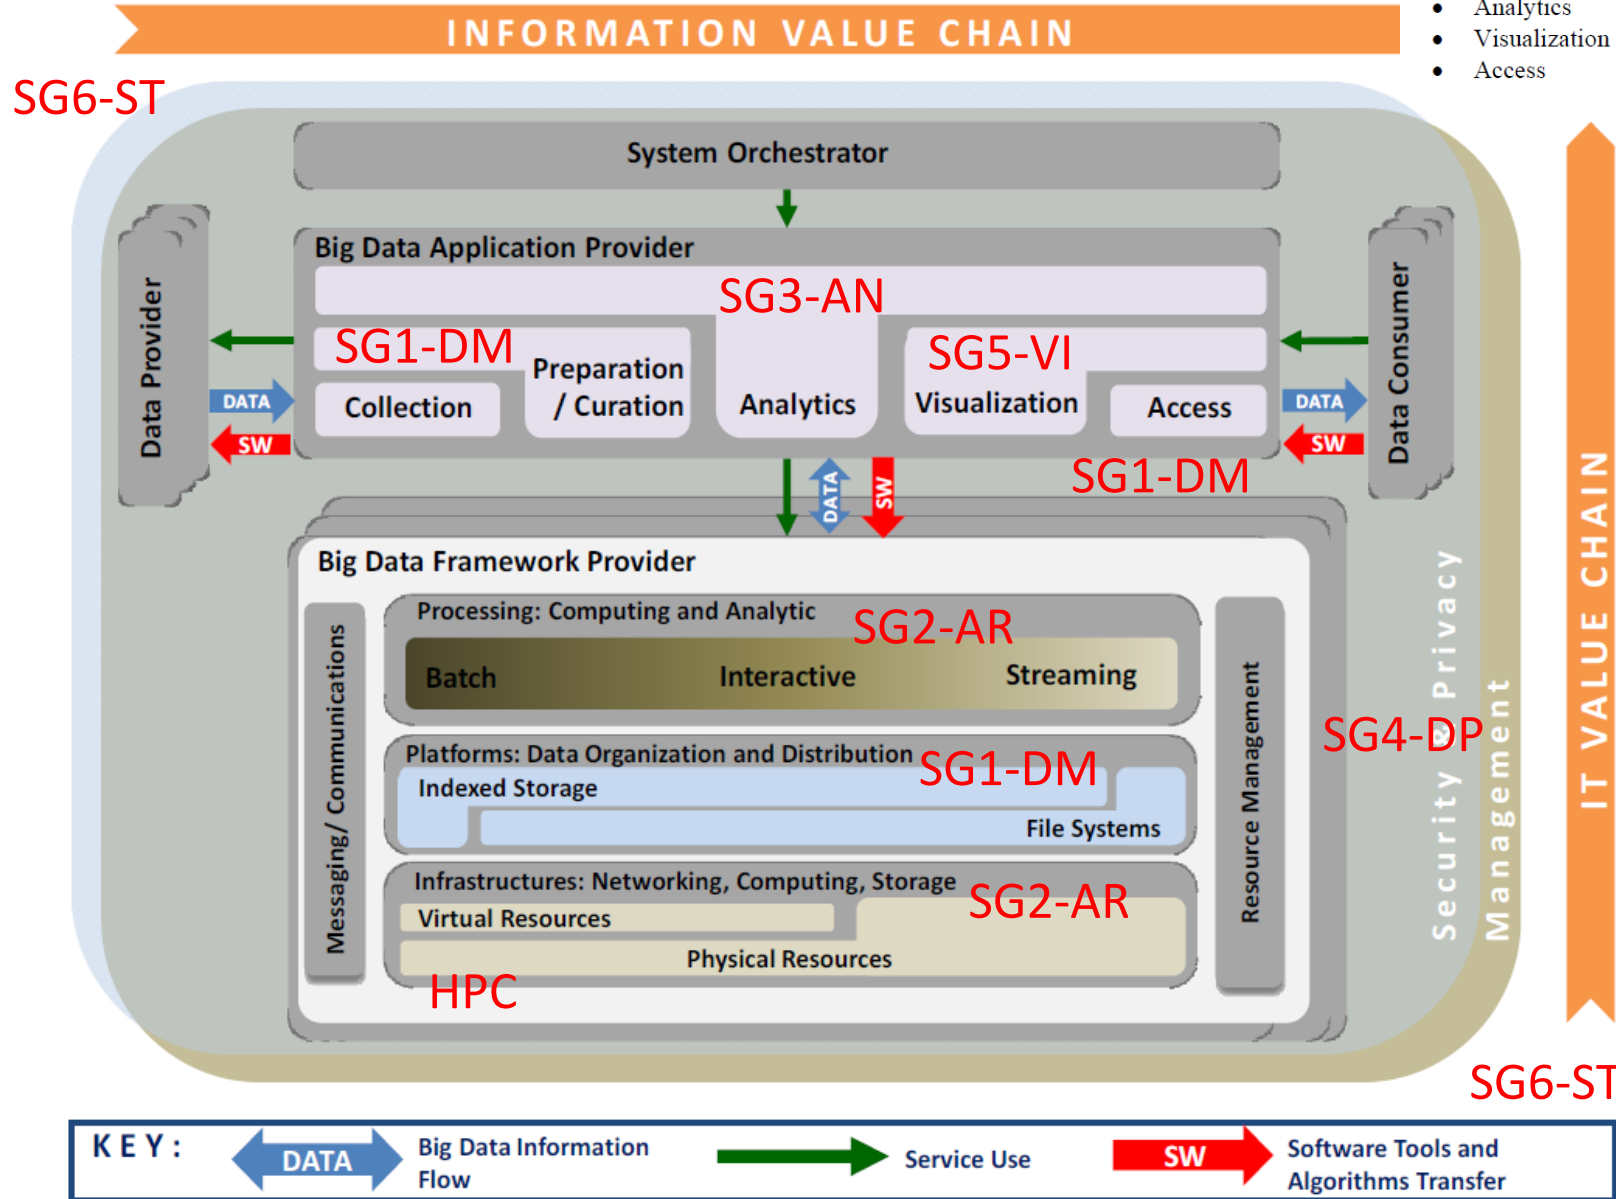 INFORMATION VALUE CHAIN
• Analytics
• Visualization
• Access
SG6-ST
System Orchestrator
Big Data Application Provider
SG3-AN
SG1-DM
SG5-VI
Preparation
/ Curation
Collection
Analytics
Visualization
Access
Data Provider
DATA
SW
Data Consumer
DATA
SW
DATA
SW
SG1-DM
Big Data Framework Provider
Messaging/ Communications
Processing: Computing and Analytic
SG2-AR
Batch
Interactive
Streaming
Platforms: Data Organization and Distribution
SG1-DM
Indexed Storage
File Systems
Infrastructures: Networking, Computing, Storage
SG2-AR
Virtual Resources
Physical Resources
HPC
Resource Management
SG4-DP
Security & Privacy
Management
IT VALUE CHAIN
SG6-ST
KEY:
DATA
Big Data Information
Flow
Service Use
SW
Software Tools and
Algorithms Transfer